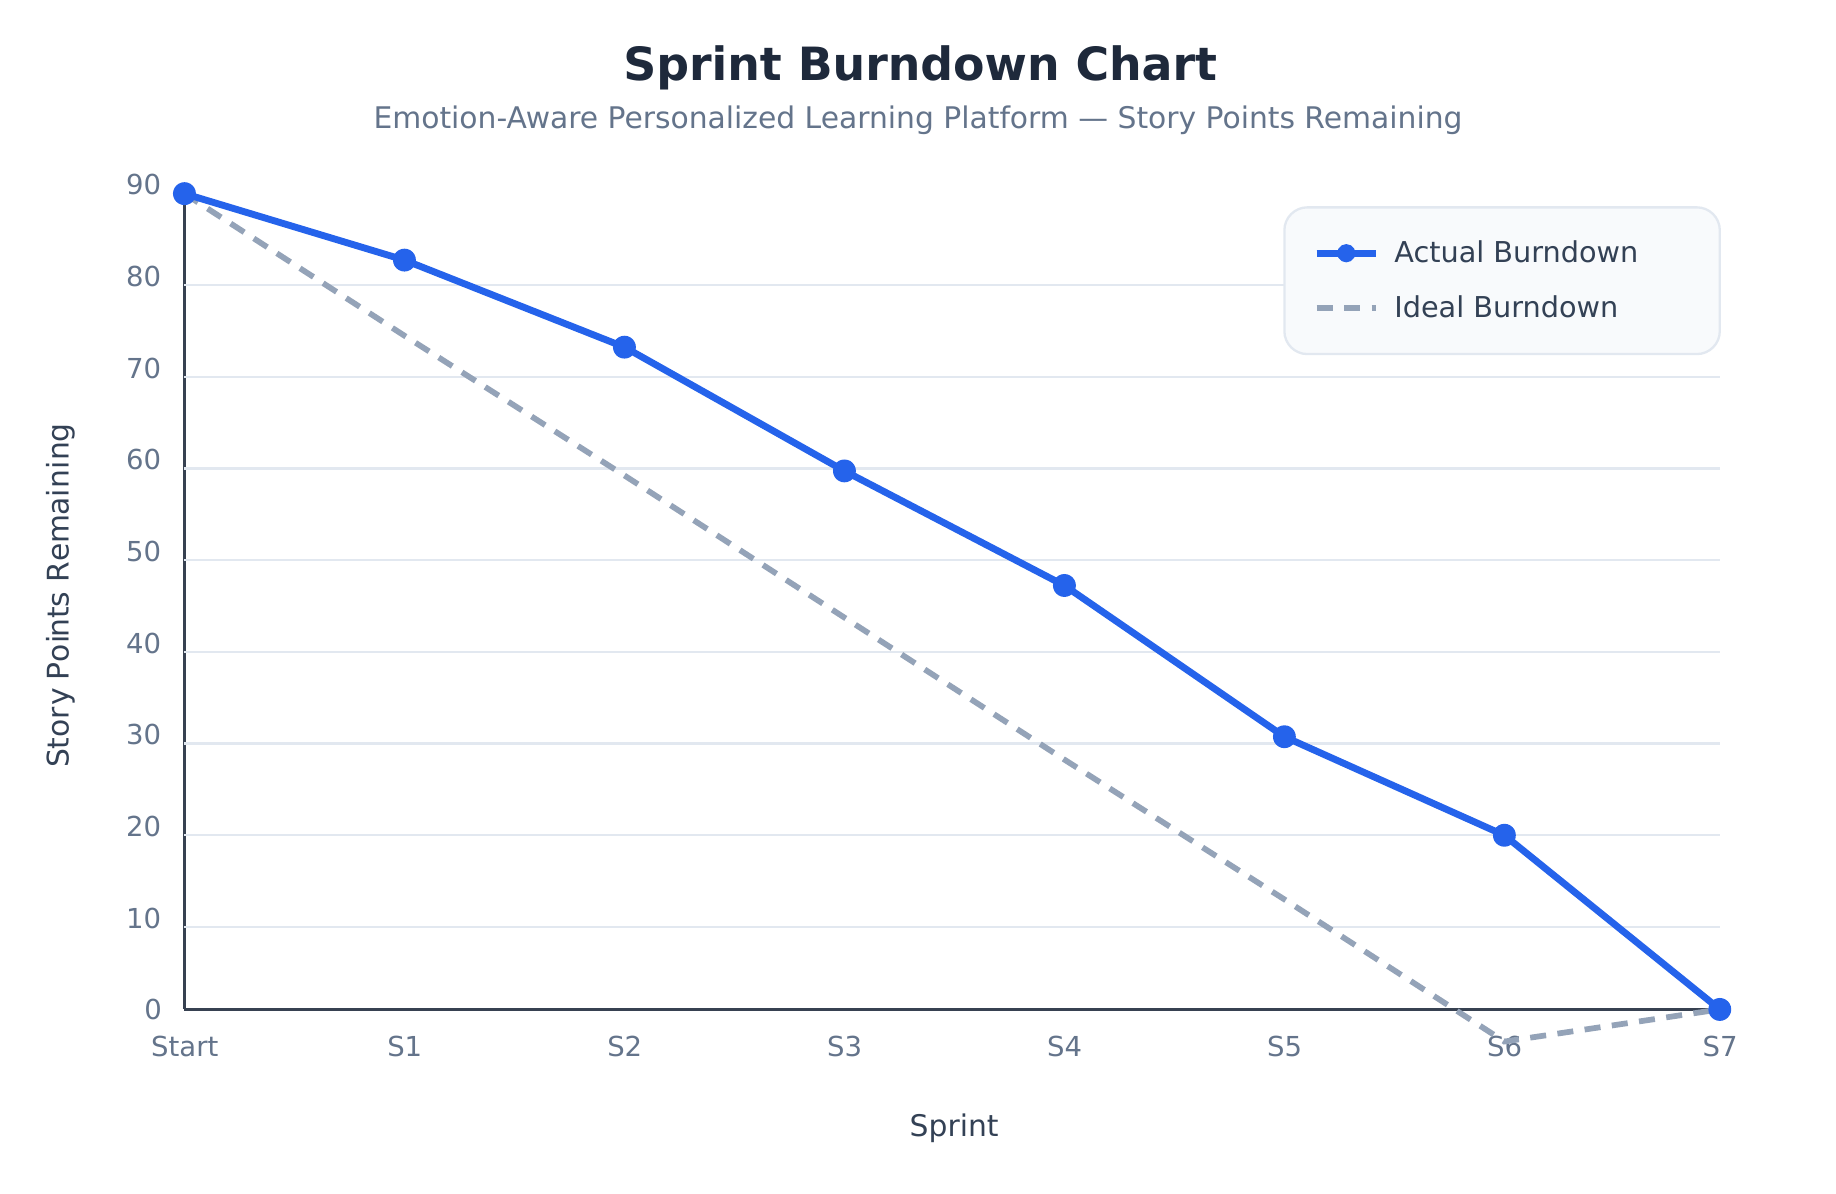 Sprint Burndown Chart
Emotion-Aware Personalized Learning Platform — Story Points Remaining
90
80
70
60
50
40
30
20
10
0
Story Points Remaining
Actual Burndown
Ideal Burndown
Start S1 S2 S3 S4 S5 S6 S7
Sprint